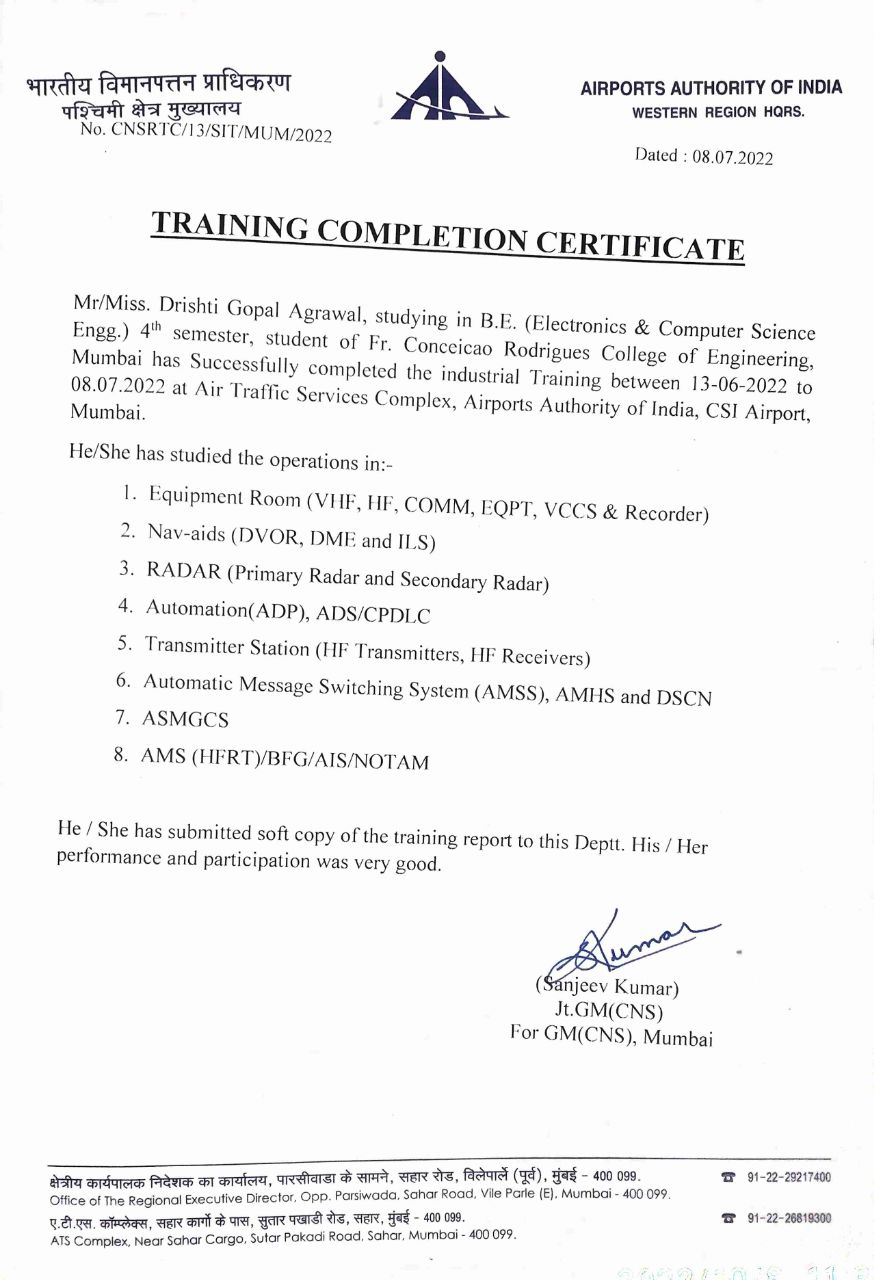 भारतीय विमानपत्तन प्राधिकरण
पश्चिमी क्षेत्र मुख्यालय
No. CNSRTC/13/SIT/MUM/2022
AIRPORTS AUTHORITY OF INDIA
WESTERN REGION HQRS.
Dated : 08.07.2022
TRAINING COMPLETION CERTIFICATE
Mr/Miss. Drishti Gopal Agrawal, studying in B.E. (Electronics & Computer Science
Engg.) 4th semester, student of Fr. Conceicao Rodrigues College of Engineering,
Mumbai has Successfully completed the industrial Training between 13-06-2022 to
08.07.2022 at Air Traffic Services Complex, Airports Authority of India, CSI Airport,
Mumbai.
He/She has studied the operations in:-
1. Equipment Room (VHF, HF, COMM, EQPT, VCCS & Recorder)
2. Nav-aids (DVOR, DME and ILS)
3. RADAR (Primary Radar and Secondary Radar)
4. Automation(ADP), ADS/CPDLC
5. Transmitter Station (HF Transmitters, HF Receivers)
6. Automatic Message Switching System (AMSS), AMHS and DSCN
7. ASMGCS
8. AMS (HFRT)/BFG/AIS/NOTAM
He / She has submitted soft copy of the training report to this Deptt. His / Her
performance and participation was very good.
SKumar
(Sanjeev Kumar)
Jt.GM(CNS)
For GM(CNS), Mumbai
क्षेत्रीय कार्यपालक निदेशक का कार्यालय, पारसीवाडा के सामने, सहार रोड, विलेपार्ले (पूर्व), मुंबई - 400 099.
☎ 91-22-29217400
Office of The Regional Executive Director, Opp. Parsiwada, Sahar Road, Vile Parle (E), Mumbai - 400 099.
ए.टी.एस. कॉम्प्लेक्स, सहार कार्गो के पास, सुतार पखाडी रोड, सहार, मुंबई - 400 099.
☎ 91-22-26819300
ATS Complex, Near Sahar Cargo, Sutar Pakadi Road, Sahar, Mumbai - 400 099.